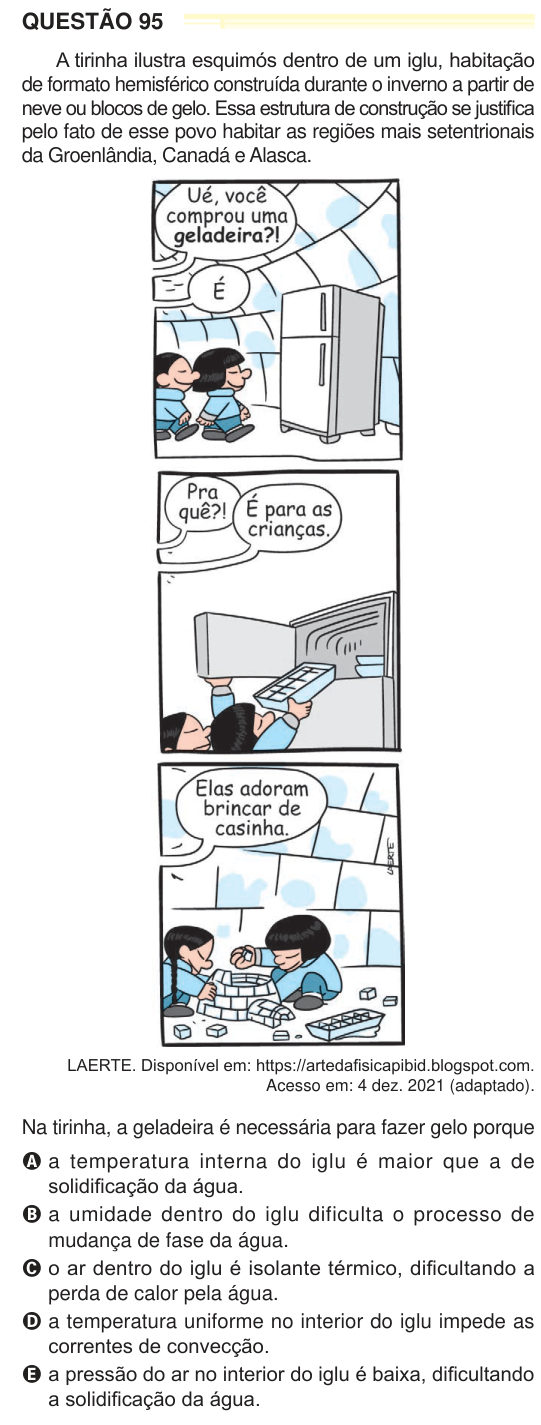 QUESTÃO 95
A tirinha ilustra esquimós dentro de um iglu, habitação
de formato hemisférico construída durante o inverno a partir de
neve ou blocos de gelo. Essa estrutura de construção se justifica
pelo fato de esse povo habitar as regiões mais setentrionais
da Groenlândia, Canadá e Alasca.
Ué, você
comprou uma
geladeira?!
É
Pra
quê?!
É para as
crianças.
Elas adoram
brincar de
casinha.
LAERTE
LAERTE. Disponível em: https://artedafisicapibid.blogspot.com.
Acesso em: 4 dez. 2021 (adaptado).
Na tirinha, a geladeira é necessária para fazer gelo porque
A a temperatura interna do iglu é maior que a de
solidificação da água.
B a umidade dentro do iglu dificulta o processo de
mudança de fase da água.
C o ar dentro do iglu é isolante térmico, dificultando a
perda de calor pela água.
D a temperatura uniforme no interior do iglu impede as
correntes de convecção.
E a pressão do ar no interior do iglu é baixa, dificultando
a solidificação da água.